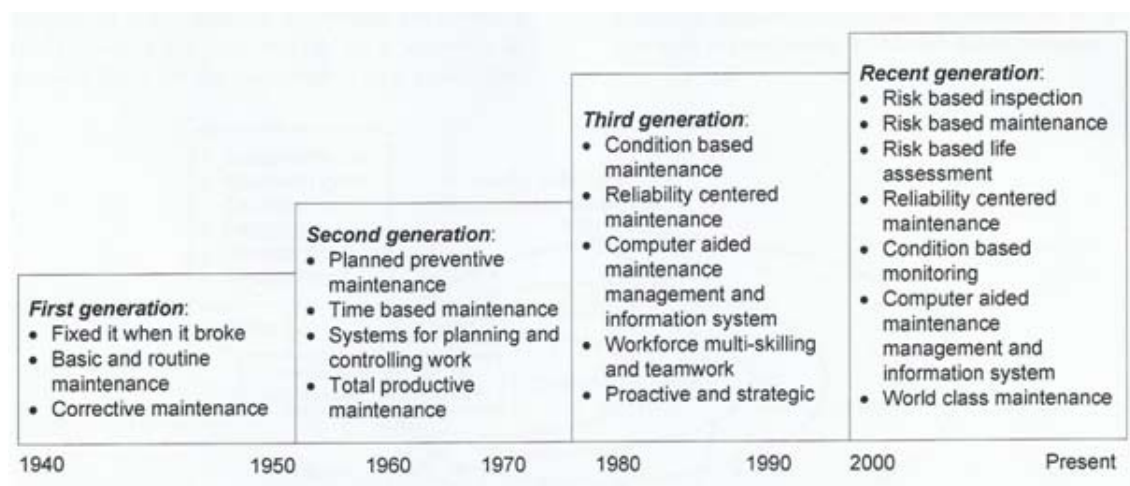 First generation:
• Fixed it when it broke
• Basic and routine
maintenance
• Corrective maintenance
Second generation:
• Planned preventive
maintenance
• Time based maintenance
• Systems for planning and
controlling work
• Total productive
maintenance
Third generation:
• Condition based
maintenance
• Reliability centered
maintenance
• Computer aided
maintenance
management and
information system
• Workforce multi-skilling
and teamwork
• Proactive and strategic
Recent generation:
• Risk based inspection
• Risk based maintenance
• Risk based life
assessment
• Reliability centered
maintenance
• Condition based
monitoring
• Computer aided
maintenance
management and
information system
• World class maintenance
1940 1950 1960 1970 1980 1990 2000 Present